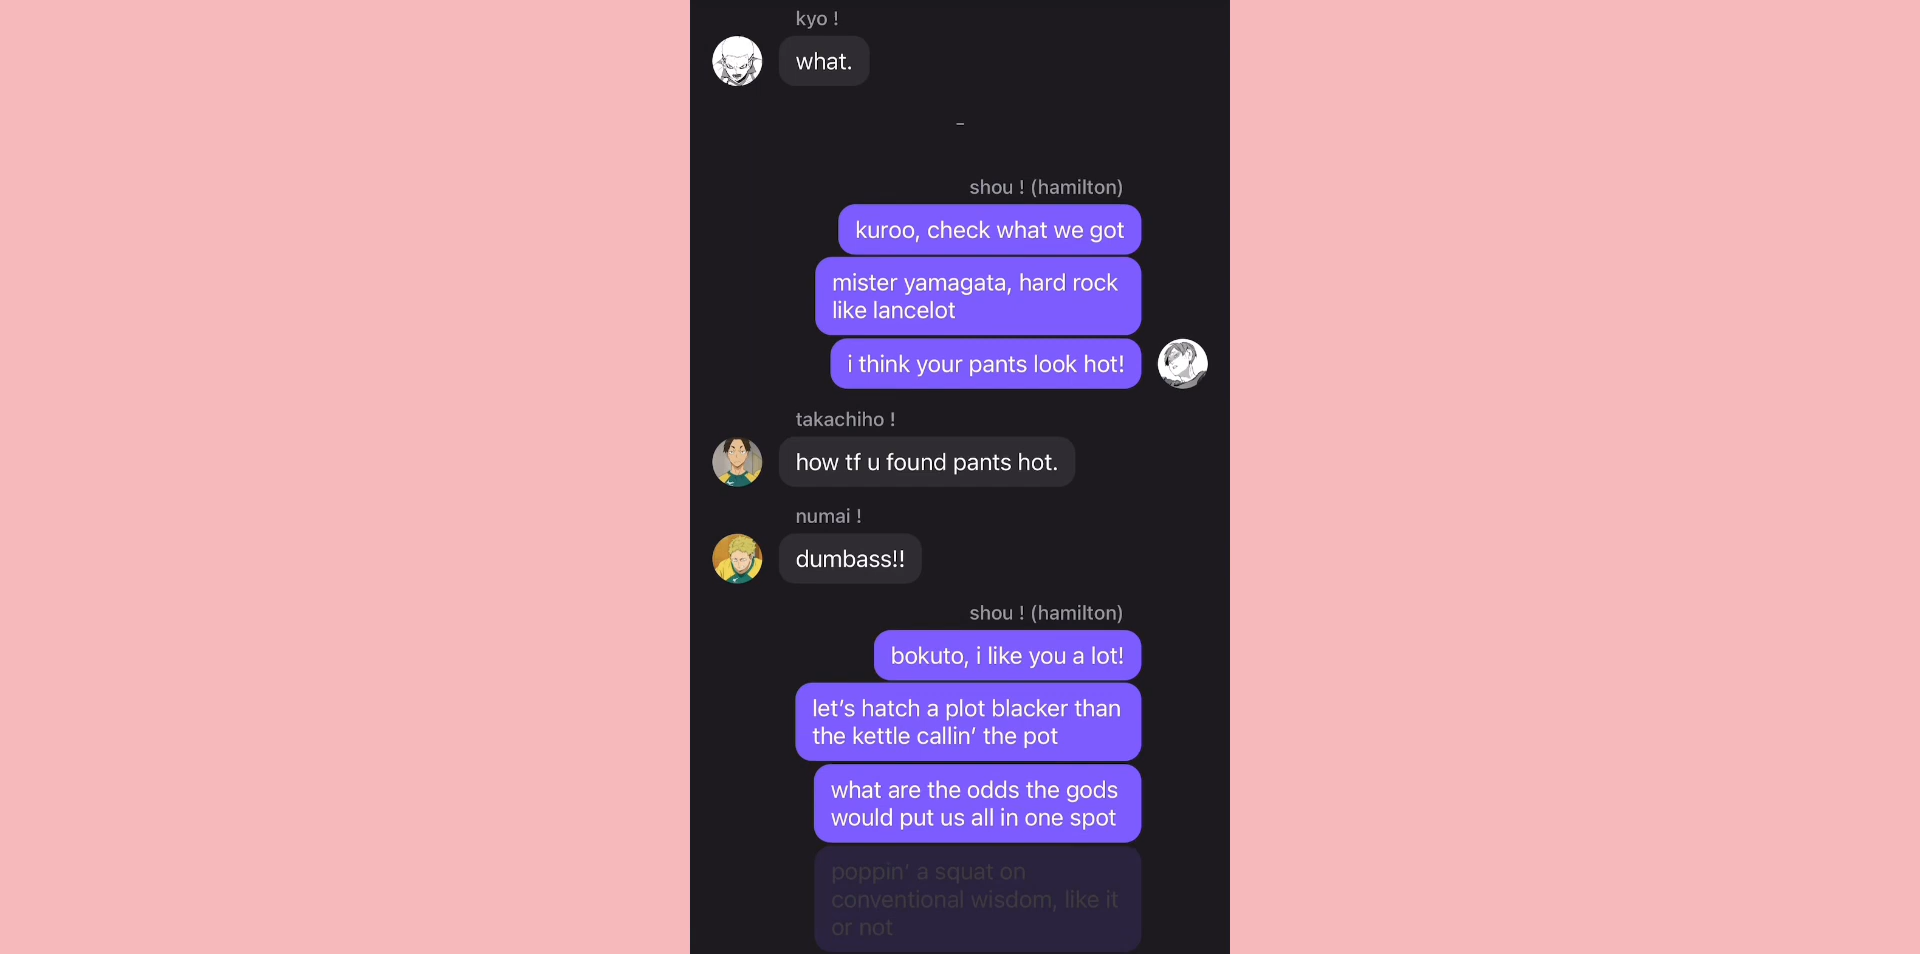 kyo !
what.
–
shou ! (hamilton)
kuroo, check what we got
mister yamagata, hard rock
like lancelot
i think your pants look hot!
takachiho !
how tf u found pants hot.
numai !
dumbass!!
shou ! (hamilton)
bokuto, i like you a lot!
let’s hatch a plot blacker than
the kettle callin’ the pot
what are the odds the gods
would put us all in one spot
poppin’ a squat on
conventional wisdom, like it
or not